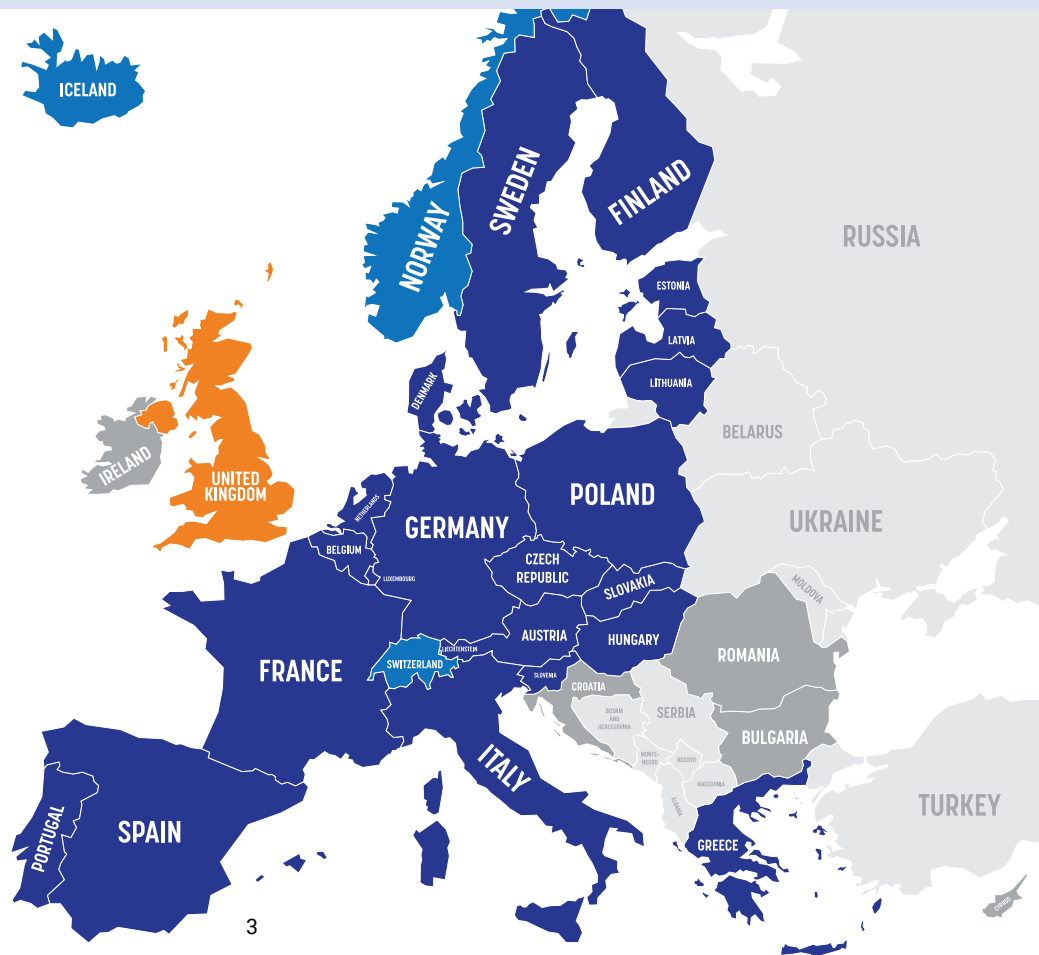 ICELAND
NORWAY
SWEDEN
FINLAND
RUSSIA
ESTONIA
LATVIA
LITHUANIA
DENMARK
BELARUS
IRELAND
UNITED
KINGDOM
NETHERLANDS
GERMANY
POLAND
UKRAINE
BELGIUM
LUXEMBOURG
CZECH
REPUBLIC
SLOVAKIA
MOLDOVA
AUSTRIA
HUNGARY
LIECHTENSTEIN
SWITZERLAND
FRANCE
SLOVENIA
ROMANIA
CROATIA
BOSNIA
AND
HERCEGOVINA
SERBIA
BULGARIA
MONTE-
NEGRO
KOSOVO
MACEDONIA
ALBANIA
ITALY
PORTUGAL
SPAIN
GREECE
TURKEY
CYPRUS
3